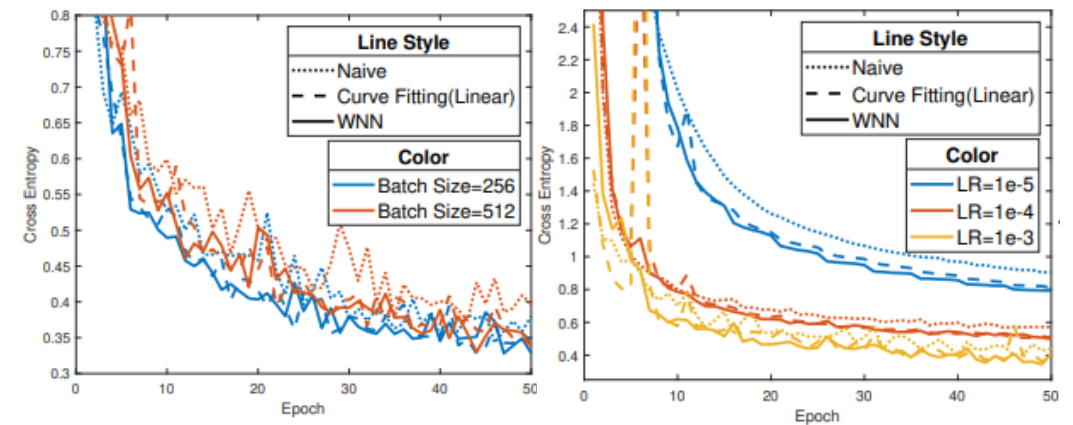 0.8
0.75
0.7
0.65
0.6
0.55
0.5
0.45
0.4
0.35
0.3
0
10
20
30
40
50
Cross Entropy
Epoch
Line Style
Naive
Curve Fitting(Linear)
WNN
Color
Batch Size=256
Batch Size=512
2.4
2.2
2
1.8
1.6
1.4
1.2
1
0.8
0.6
0.4
0
10
20
30
40
50
Cross Entropy
Epoch
Line Style
Naive
Curve Fitting(Linear)
WNN
Color
LR=1e-5
LR=1e-4
LR=1e-3